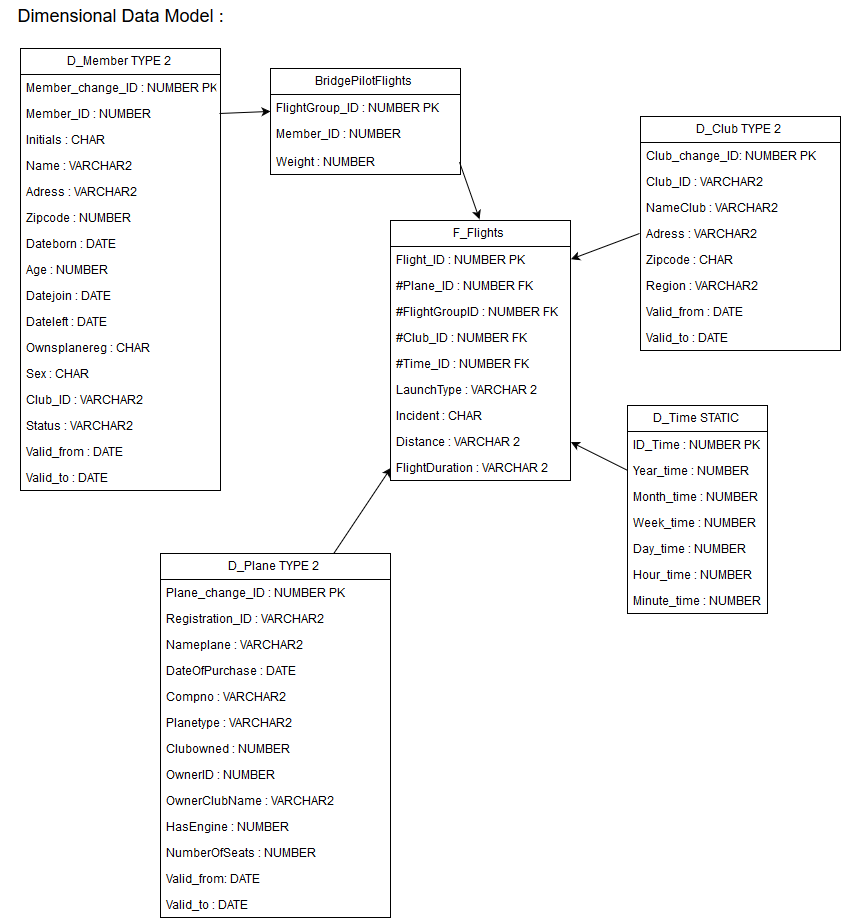 Dimensional Data Model :
D_Member TYPE 2
Member_change_ID : NUMBER PK
Member_ID : NUMBER
Initials : CHAR
Name : VARCHAR2
Adress : VARCHAR2
Zipcode : NUMBER
Dateborn : DATE
Age : NUMBER
Datejoin : DATE
Dateleft : DATE
Ownsplanereg : CHAR
Sex : CHAR
Club_ID : VARCHAR2
Status : VARCHAR2
Valid_from : DATE
Valid_to : DATE
BridgePilotFlights
FlightGroup_ID : NUMBER PK
Member_ID : NUMBER
Weight : NUMBER
D_Club TYPE 2
Club_change_ID: NUMBER PK
Club_ID : VARCHAR2
NameClub : VARCHAR2
Adress : VARCHAR2
Zipcode : CHAR
Region : VARCHAR2
Valid_from : DATE
Valid_to : DATE
F_Flights
Flight_ID : NUMBER PK
#Plane_ID : NUMBER FK
#FlightGroupID : NUMBER FK
#Club_ID : NUMBER FK
#Time_ID : NUMBER FK
LaunchType : VARCHAR 2
Incident : CHAR
Distance : VARCHAR 2
FlightDuration : VARCHAR 2
D_Time STATIC
ID_Time : NUMBER PK
Year_time : NUMBER
Month_time : NUMBER
Week_time : NUMBER
Day_time : NUMBER
Hour_time : NUMBER
Minute_time : NUMBER
D_Plane TYPE 2
Plane_change_ID : NUMBER PK
Registration_ID : VARCHAR2
Nameplane : VARCHAR2
DateOfPurchase : DATE
Compno : VARCHAR2
Planetype : VARCHAR2
Clubowned : NUMBER
OwnerID : NUMBER
OwnerClubName : VARCHAR2
HasEngine : NUMBER
NumberOfSeats : NUMBER
Valid_from: DATE
Valid_to : DATE